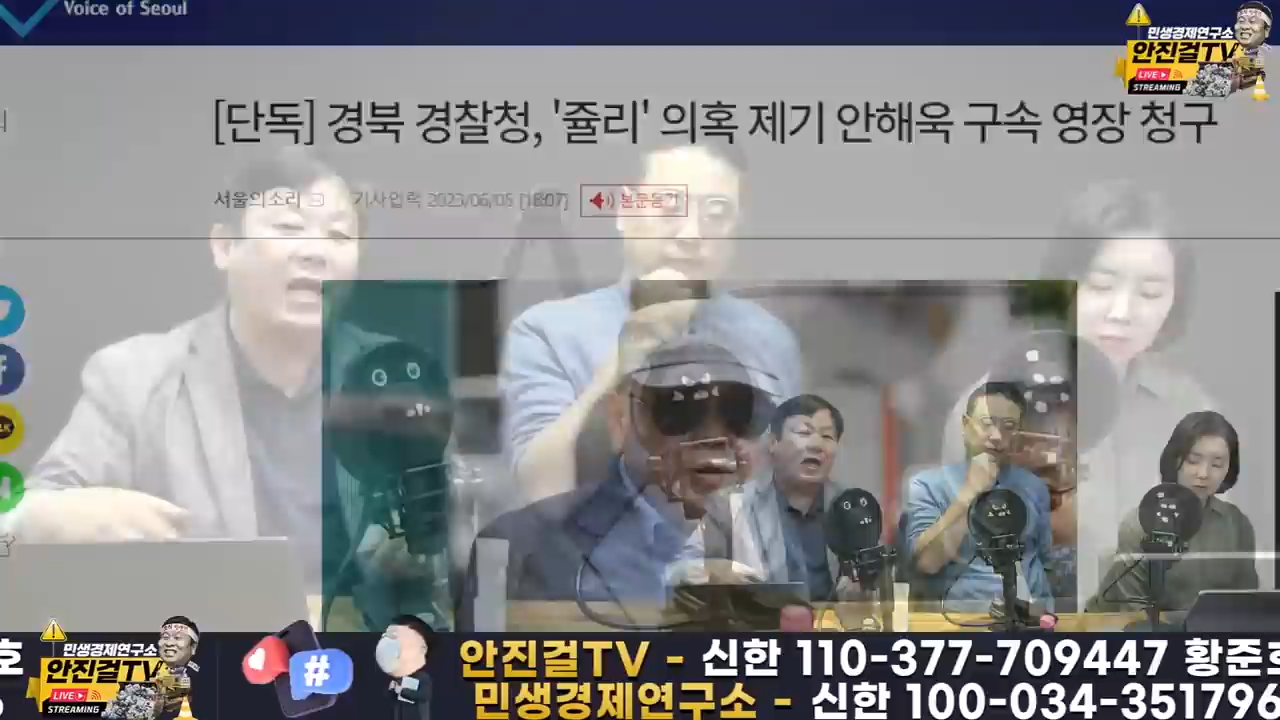 Voice of Seoul
민생경제연구소
안진걸TV
LIVE
STREAMING
[단독] 경북 경찰청, '쥴리' 의혹 제기 안해욱 구속 영장 청구
서울의소리 기사입력 2023/06/05 [18:07] 본문듣기
호
민생경제연구소
안진걸TV
LIVE
STREAMING
#
안진걸TV - 신한 110-377-709447 황준호
민생경제연구소 - 신한 100-034-351796